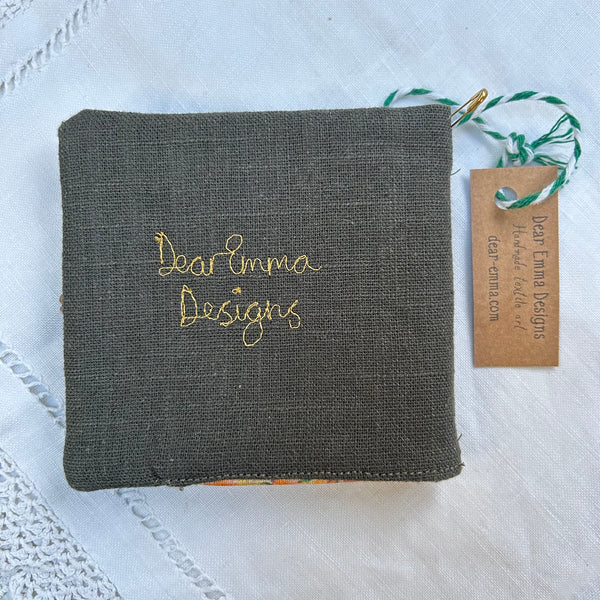 Dear Emma
Designs
Dear Emma Designs
Handmade textile art
dear-emma.com